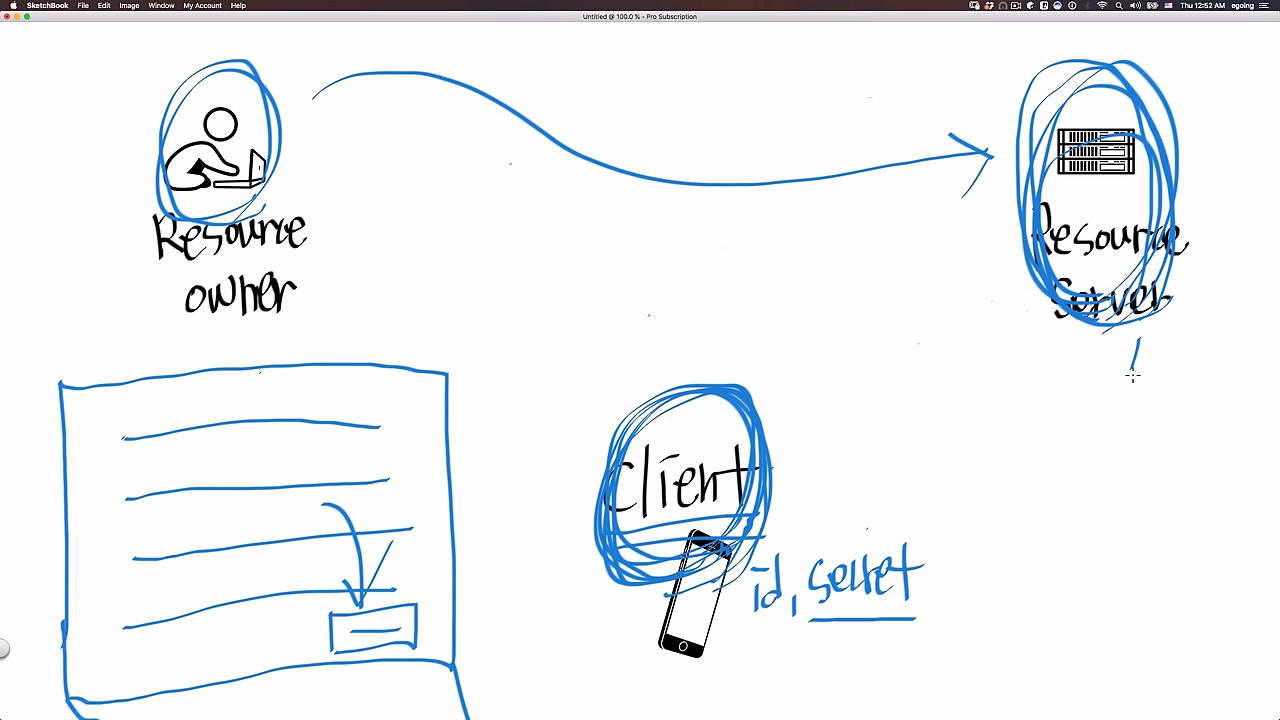 SketchBook File Edit Image Window My Account Help
Thu 12:52 AM egoing
Untitled @ 100.0 % - Pro Subscription
Resource
owner
Resource
Server
Client
id, secret